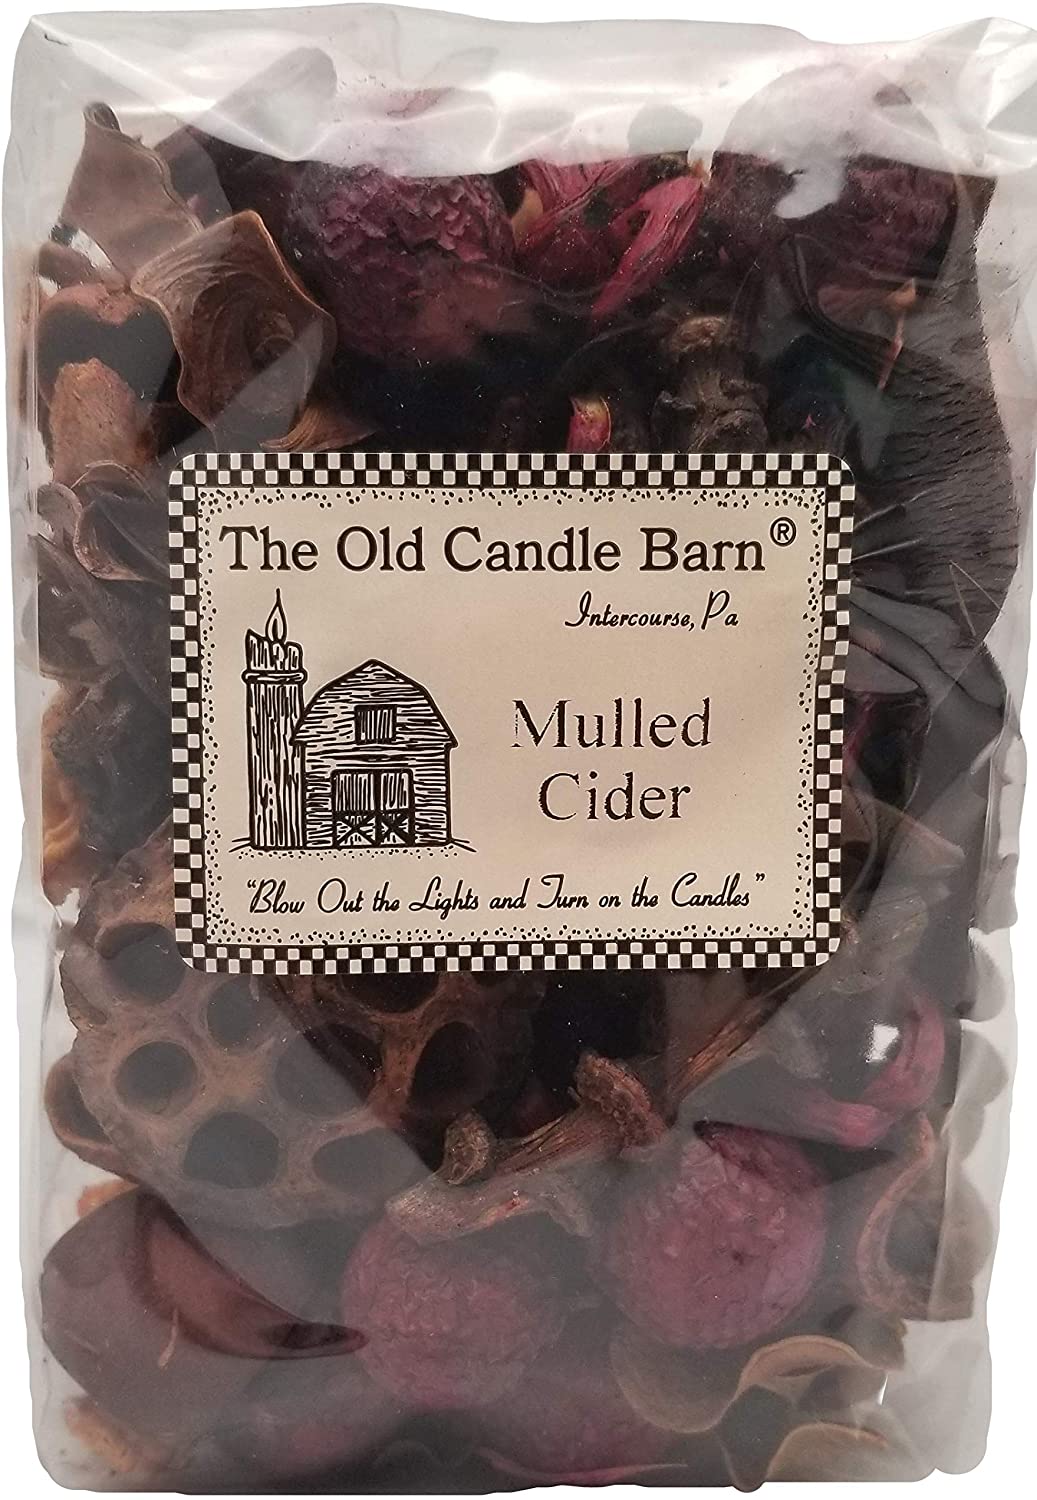 The Old Candle Barn®
Intercourse, Pa
Mulled
Cider
"Blow Out the Lights and Turn on the Candles"